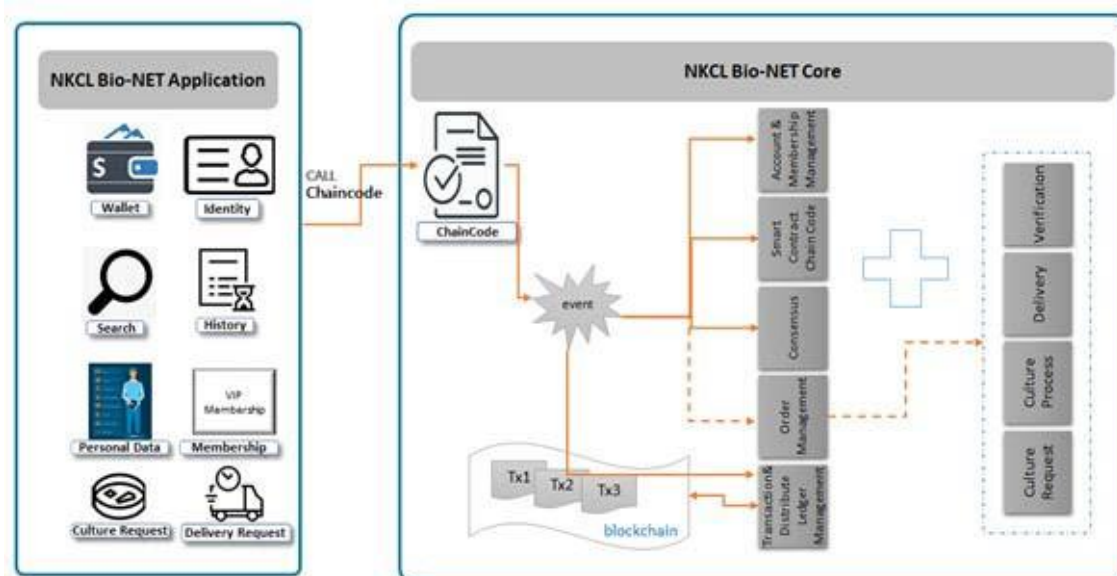 NKCL Bio-NET Application
$
Wallet
Identity
Search
History
VIP
Membership
Personal Data
Membership
Culture Request
Delivery Request
CALL
Chaincode
NKCL Bio-NET Core
ChainCode
event
Account &
Membership
Management
Smart
Contract
Chain Code
Consensus
Order
Management
Transaction&
Distribute
Ledger
Management
Tx1
Tx2
Tx3
blockchain
Verification
Delivery
Culture
Process
Culture
Request